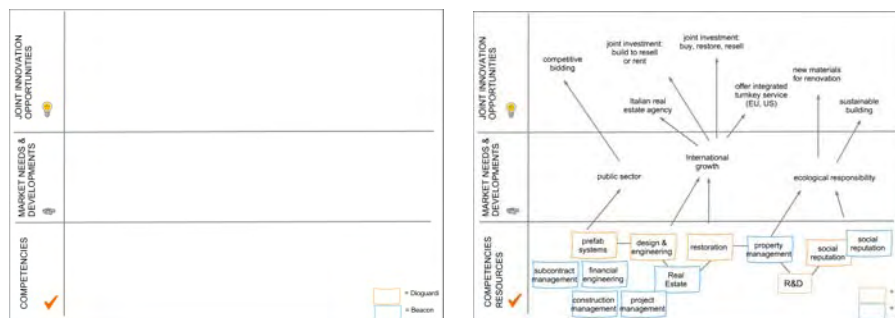 JOINT INNOVATION
OPPORTUNITIES
MARKET NEEDS &
DEVELOPMENTS
COMPETENCIES
= Dioguardi
= Beacon
JOINT INNOVATION
OPPORTUNITIES
competitive
bidding
joint investment:
build to resell
or rent
joint investment:
buy, restore, resell
new materials
for renovation
Italian real
estate agency
offer integrated
turnkey service
(EU, US)
sustainable
building
MARKET NEEDS &
DEVELOPMENTS
public sector
International
growth
ecological responsibility
COMPETENCIES
RESOURCES
prefab
systems
design &
engineering
restoration
property
management
social
reputation
social
reputation
subcontract
management
financial
engineering
Real
Estate
R&D
construction
management
project
management
=
=